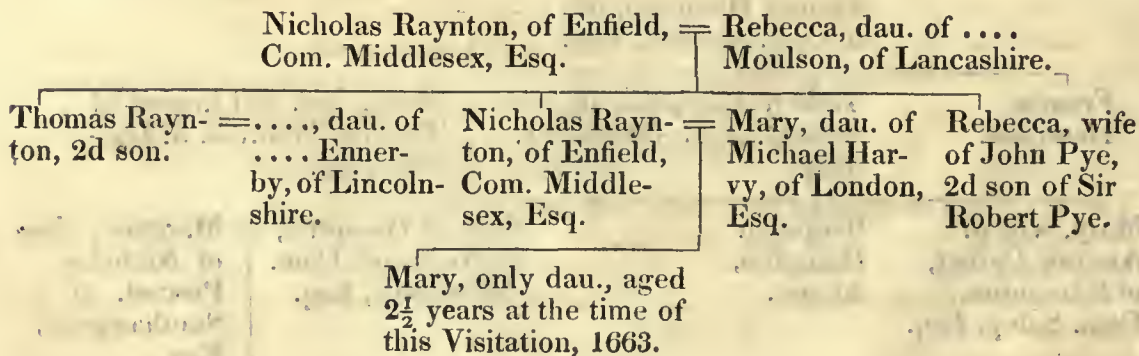 Nicholas Raynton, of Enfield,
Com. Middlesex, Esq.
= Rebecca, dau. of ....
Moulson, of Lancashire.
Thomas Rayn-
ton, 2d son.
= ...., dau. of
.... Enner-
by, of Lincoln-
shire.
Nicholas Rayn-
ton, of Enfield,
Com. Middle-
sex, Esq.
= Mary, dau. of
Michael Har-
vy, of London,
Esq.
Rebecca, wife
of John Pye,
2d son of Sir
Robert Pye.
Mary, only dau., aged
2½ years at the time of
this Visitation, 1663.